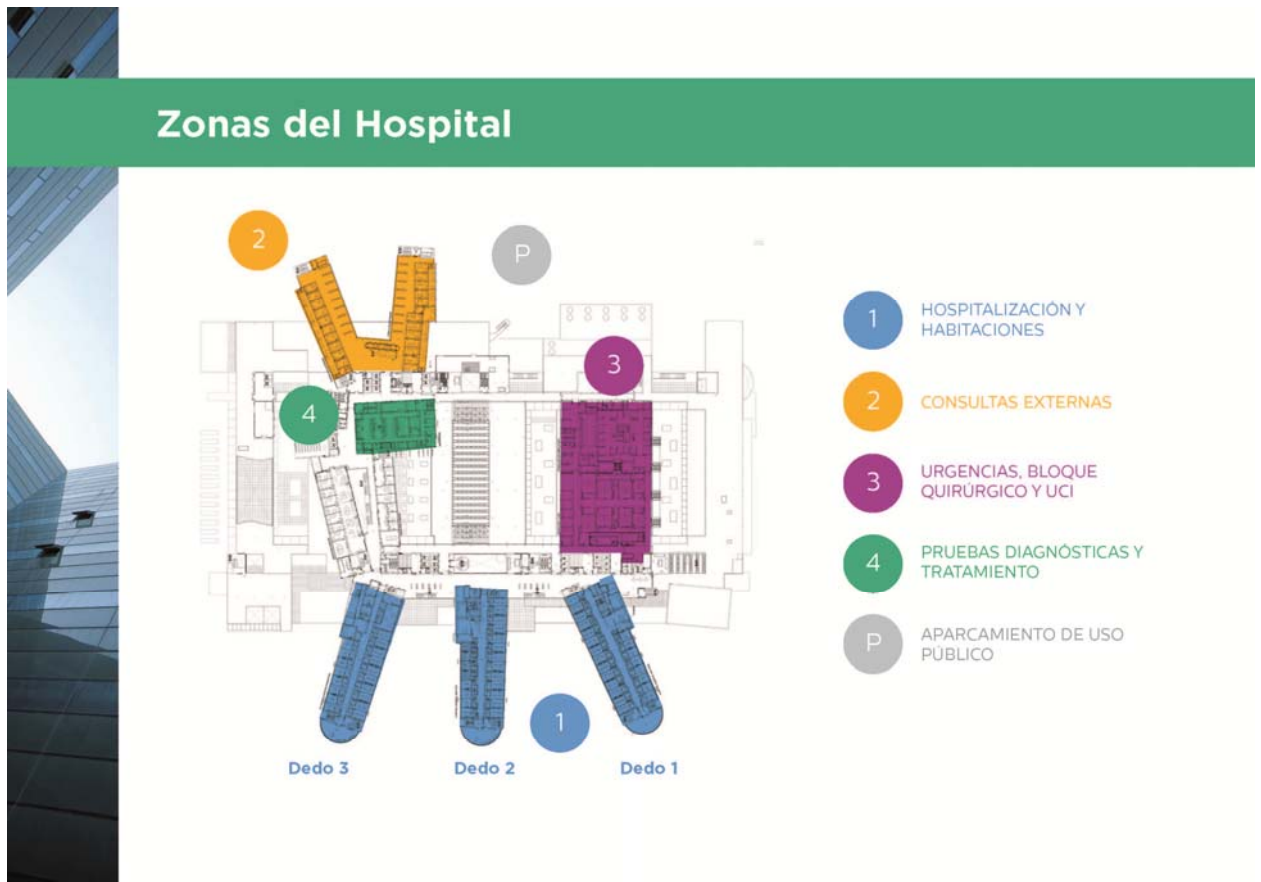 Zonas del Hospital
2
P
3
4
1
Dedo 3
Dedo 2
Dedo 1
1
HOSPITALIZACIÓN Y
HABITACIONES
2
CONSULTAS EXTERNAS
3
URGENCIAS, BLOQUE
QUIRÚRGICO Y UCI
4
PRUEBAS DIAGNÓSTICAS Y
TRATAMIENTO
P
APARCAMIENTO DE USO
PÚBLICO